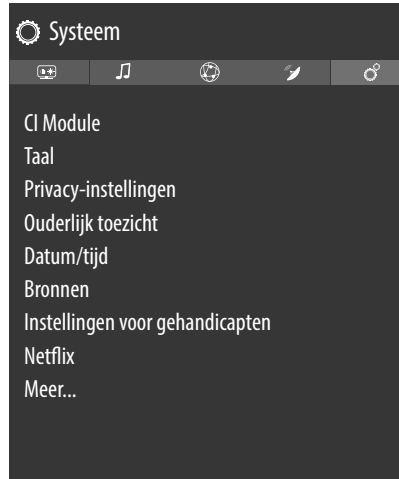 Systeem
CI Module
Taal
Privacy-instellingen
Ouderlijk toezicht
Datum/tijd
Bronnen
Instellingen voor gehandicapten
Netflix
Meer...